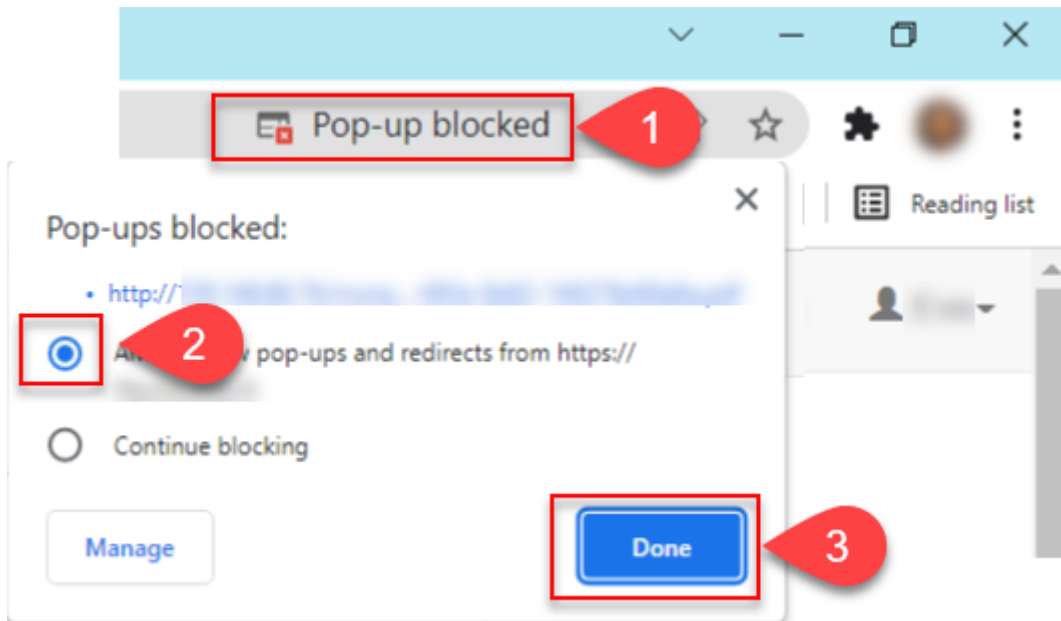 Pop-up blocked
1
Reading list
Pop-ups blocked:
• http://
2
pop-ups and redirects from https://
Continue blocking
Manage
Done
3